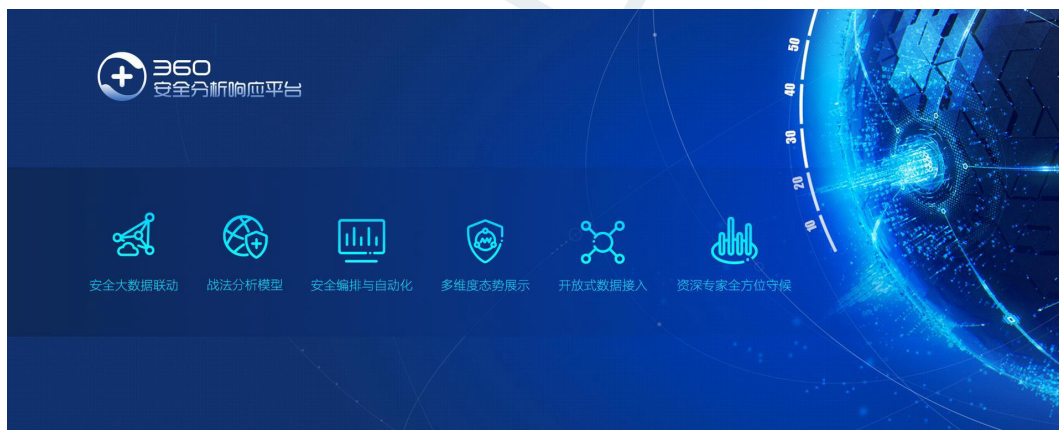 360
安全分析响应平台
安全大数据联动
战法分析模型
安全编排与自动化
多维度态势展示
开放式数据接入
资深专家全方位守候
50
40
30
20
10